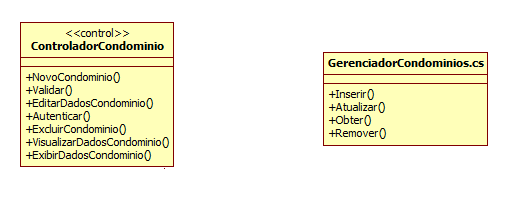 <<control>>
ControladorCondominio
+NovoCondominio()
+Validar()
+EditarDadosCondominio()
+Autenticar()
+ExcluirCondominio()
+VisualizarDadosCondominio()
+ExibirDadosCondominio()
GerenciadorCondominios.cs
+Inserir()
+Atualizar()
+Obter()
+Remover()